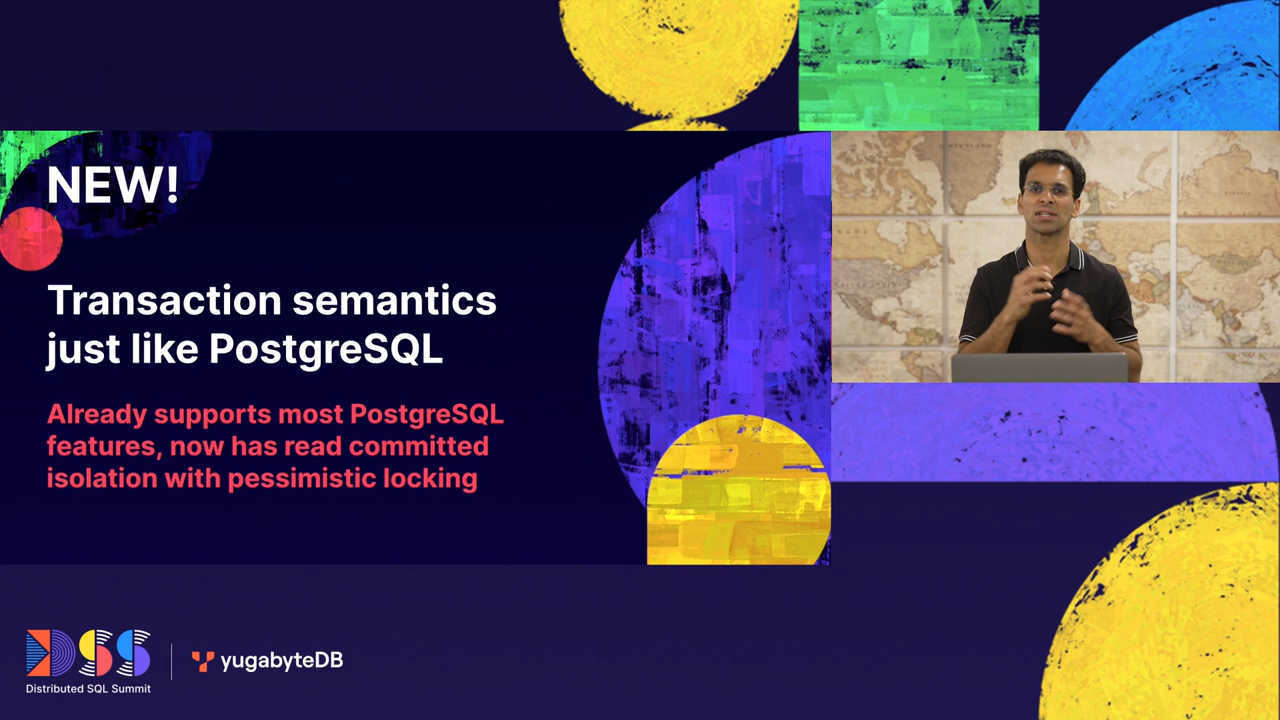 NEW!
Transaction semantics
just like PostgreSQL
Already supports most PostgreSQL
features, now has read committed
isolation with pessimistic locking
DSS
Distributed SQL Summit
yugabyteDB